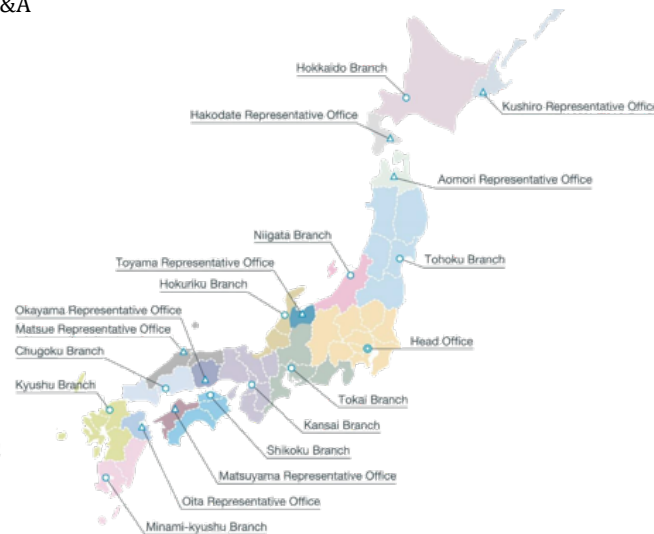 &A
Hokkaido Branch
Kushiro Representative Office
Hakodate Representative Office
Aomori Representative Office
Niigata Branch
Toyama Representative Office
Tohoku Branch
Hokuriku Branch
Okayama Representative Office
Matsue Representative Office
Head Office
Chugoku Branch
Kyushu Branch
Tokai Branch
Kansai Branch
Shikoku Branch
Matsuyama Representative Office
Oita Representative Office
Minami-kyushu Branch